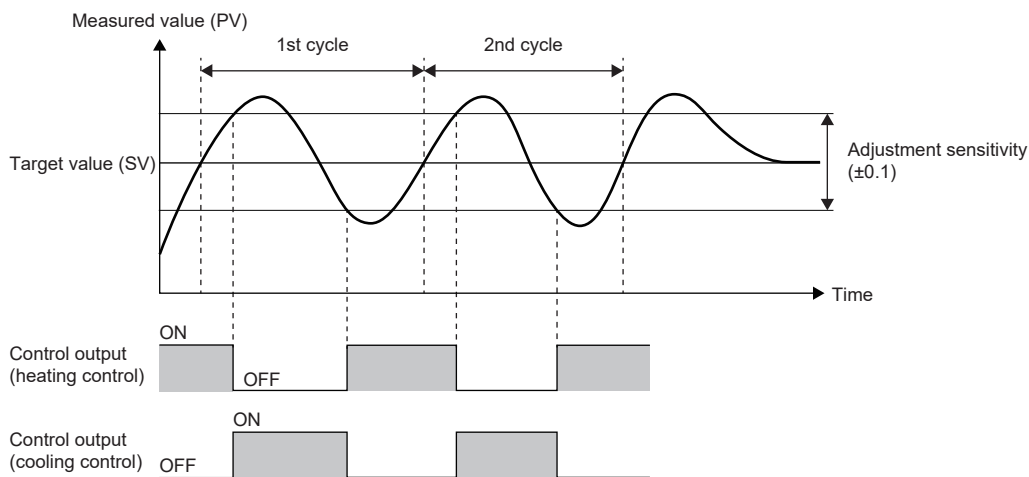 Measured value (PV)
1st cycle
2nd cycle
Target value (SV)
Adjustment sensitivity
(±0.1)
Time
ON
Control output
(heating control)
OFF
ON
Control output
(cooling control)
OFF